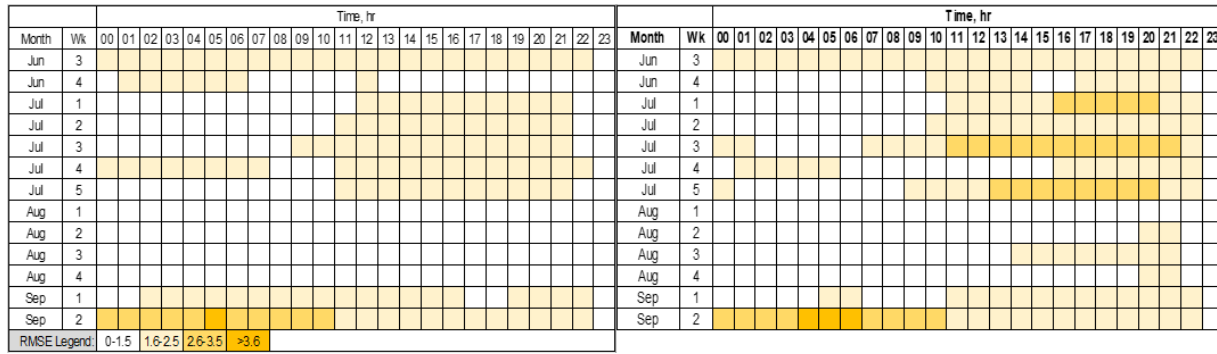 Time, hr
Month Wk 00 01 02 03 04 05 06 07 08 09 10 11 12 13 14 15 16 17 18 19 20 21 22 23
Jun 3
Jun 4
Jul 1
Jul 2
Jul 3
Jul 4
Jul 5
Aug 1
Aug 2
Aug 3
Aug 4
Sep 1
Sep 2
RMSE Legend: 0-1.5 1.6-2.5 2.6-3.5 >3.6
Time, hr
Month Wk 00 01 02 03 04 05 06 07 08 09 10 11 12 13 14 15 16 17 18 19 20 21 22 23
Jun 3
Jun 4
Jul 1
Jul 2
Jul 3
Jul 4
Jul 5
Aug 1
Aug 2
Aug 3
Aug 4
Sep 1
Sep 2